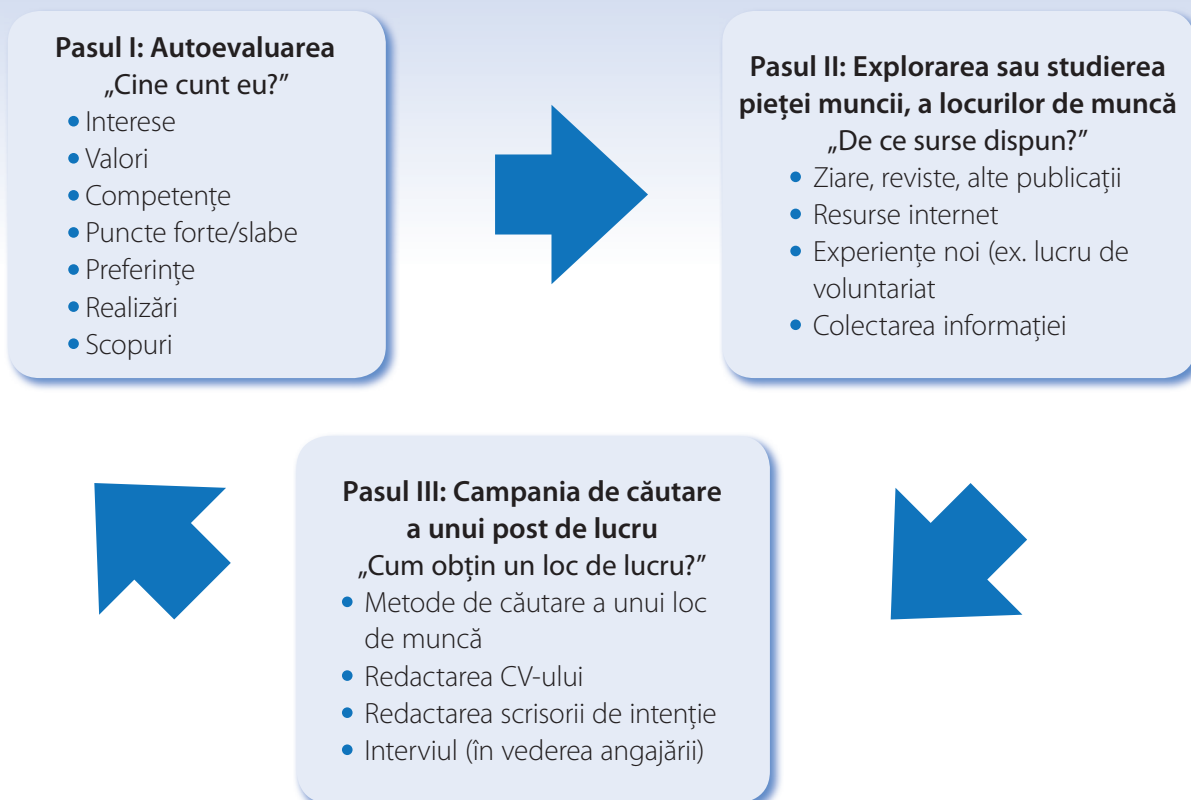 Pasul I: Autoevaluarea
„Cine cunt eu?”
• Interese
• Valori
• Competențe
• Puncte forte/slabe
• Preferințe
• Realizări
• Scopuri
Pasul II: Explorarea sau studierea
pieței muncii, a locurilor de muncă
„De ce surse dispun?”
• Ziare, reviste, alte publicații
• Resurse internet
• Experiențe noi (ex. lucru de
voluntariat
• Colectarea informației
Pasul III: Campania de căutare
a unui post de lucru
„Cum obțin un loc de lucru?”
• Metode de căutare a unui loc
de muncă
• Redactarea CV-ului
• Redactarea scrisorii de intenție
• Interviul (în vederea angajării)